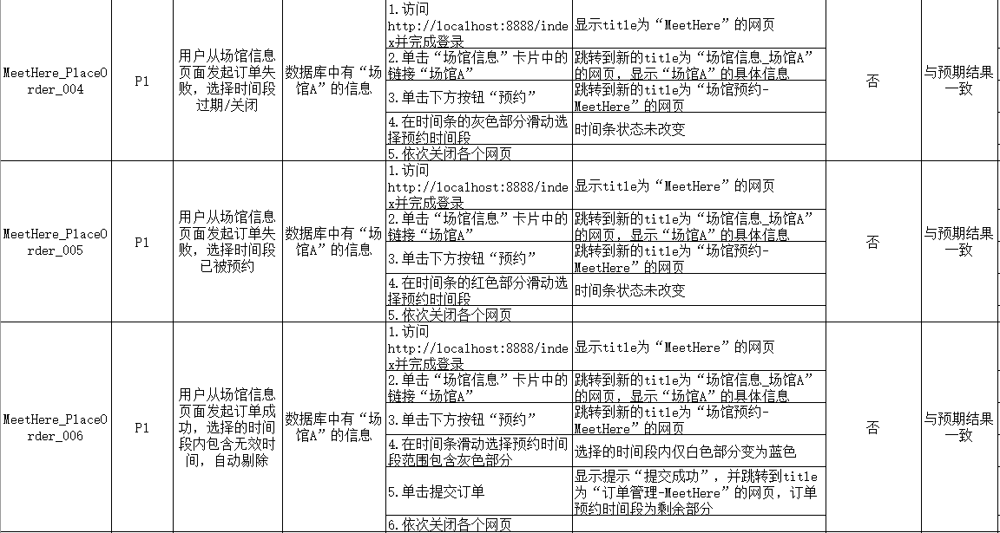 MeetHere_PlaceO
rder_004
P1
用户从场馆信息
页面发起订单失
败，选择时间段
过期/关闭
数据库中有“场
馆A”的信息
1.访问
http://localhost:8888/inde
x并完成登录
显示title为“MeetHere”的网页
2.单击“场馆信息”卡片中的
链接“场馆A”
跳转到新的title为“场馆信息_场馆A”
的网页，显示“场馆A”的具体信息
3.单击下方按钮“预约”
跳转到新的title为“场馆预约-
MeetHere”的网页
4.在时间条的灰色部分滑动选
择预约时间段
时间条状态未改变
5.依次关闭各个网页
否
与预期结果
一致
MeetHere_PlaceO
rder_005
P1
用户从场馆信息
页面发起订单失
败，选择时间段
已被预约
数据库中有“场
馆A”的信息
1.访问
http://localhost:8888/inde
x并完成登录
显示title为“MeetHere”的网页
2.单击“场馆信息”卡片中的
链接“场馆A”
跳转到新的title为“场馆信息_场馆A”
的网页，显示“场馆A”的具体信息
3.单击下方按钮“预约”
跳转到新的title为“场馆预约-
MeetHere”的网页
4.在时间条的红色部分滑动选
择预约时间段
时间条状态未改变
5.依次关闭各个网页
否
与预期结果
一致
MeetHere_PlaceO
rder_006
P1
用户从场馆信息
页面发起订单成
功，选择的时间
段内包含无效时
间，自动剔除
数据库中有“场
馆A”的信息
1.访问
http://localhost:8888/inde
x并完成登录
显示title为“MeetHere”的网页
2.单击“场馆信息”卡片中的
链接“场馆A”
跳转到新的title为“场馆信息_场馆A”
的网页，显示“场馆A”的具体信息
3.单击下方按钮“预约”
跳转到新的title为“场馆预约-
MeetHere”的网页
4.在时间条滑动选择预约时间
段范围包含灰色部分
选择的时间段内仅白色部分变为蓝色
5.单击提交订单
显示提示“提交成功”，并跳转到title
为“订单管理-MeetHere”的网页，订单
预约时间段为剩余部分
6.依次关闭各个网页
否
与预期结果
一致